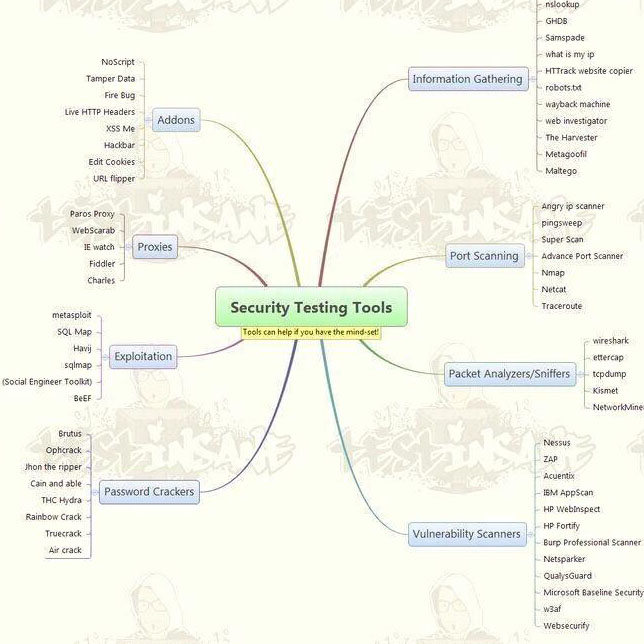 nslookup
GHDB
Samspade
what is my ip
HTTrack website copier
robots.txt
wayback machine
web investigator
The Harvester
Metagoofil
Maltego
Information Gathering
NoScript
Tamper Data
Fire Bug
Live HTTP Headers
XSS Me
Hackbar
Edit Cookies
URL flipper
Addons
Angry ip scanner
pingsweep
Super Scan
Advance Port Scanner
Nmap
Netcat
Traceroute
Port Scanning
Paros Proxy
WebScarab
IE watch
Fiddler
Charles
Proxies
Security Testing Tools
Tools can help if you have the mind-set!
metasploit
SQL Map
Havij
sqlmap
(Social Engineer Toolkit)
BeEF
Exploitation
wireshark
ettercap
tcpdump
Kismet
NetworkMine
Packet Analyzers/Sniffers
Brutus
Ophcrack
Jhon the ripper
Cain and able
THC Hydra
Rainbow Crack
Truecrack
Air crack
Password Crackers
Nessus
ZAP
Acuentix
IBM AppScan
HP WebInspect
HP Fortify
Burp Professional Scanner
Netsparker
QualysGuard
Microsoft Baseline Security
w3af
Websecurify
Vulnerability Scanners